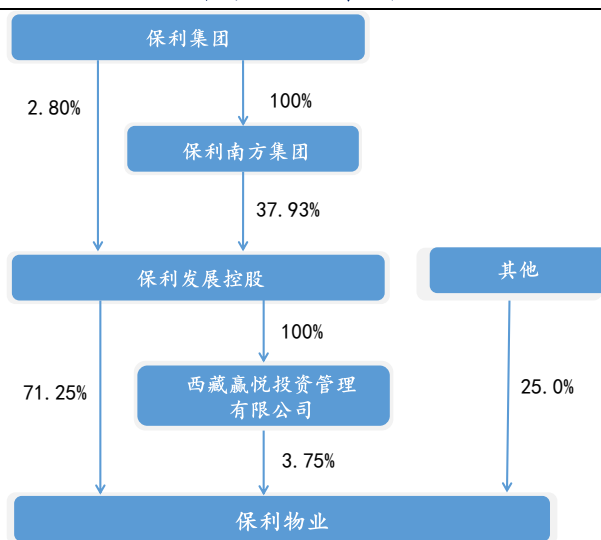 保利集团
2.80%
100%
保利南方集团
37.93%
保利发展控股
其他
100%
71.25%
西藏赢悦投资管理
有限公司
25.0%
3.75%
保利物业